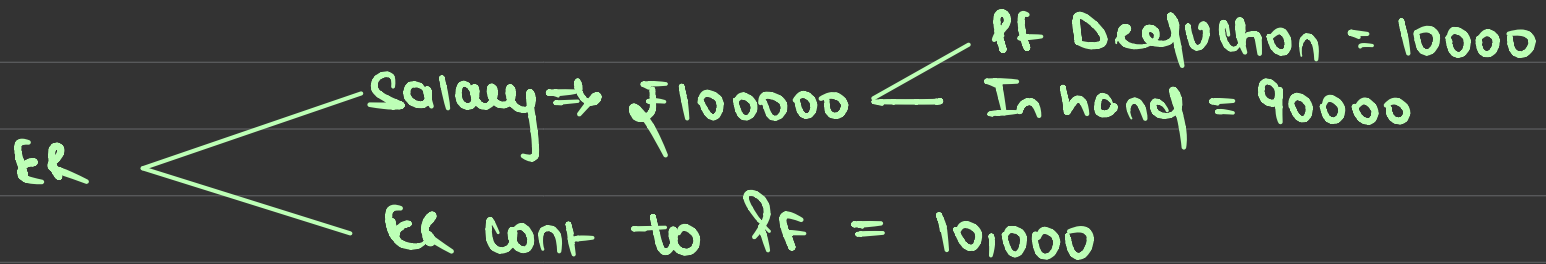 Pf Deduction = 10000
Salary ⇒ ₹100000
In hand = 90000
ER
ER cont to PF = 10,000